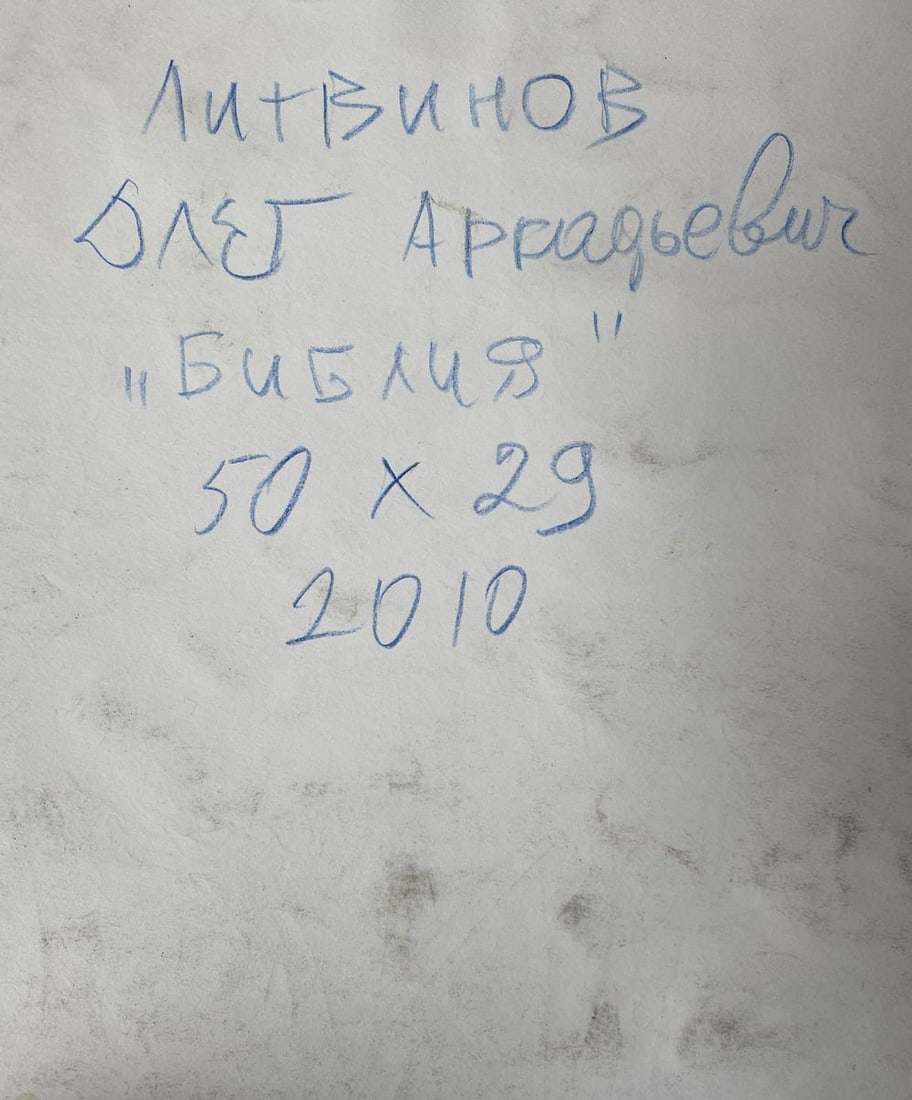 Литвинов
Олег Аркадьевич
„Библия"
50 x 29
2010